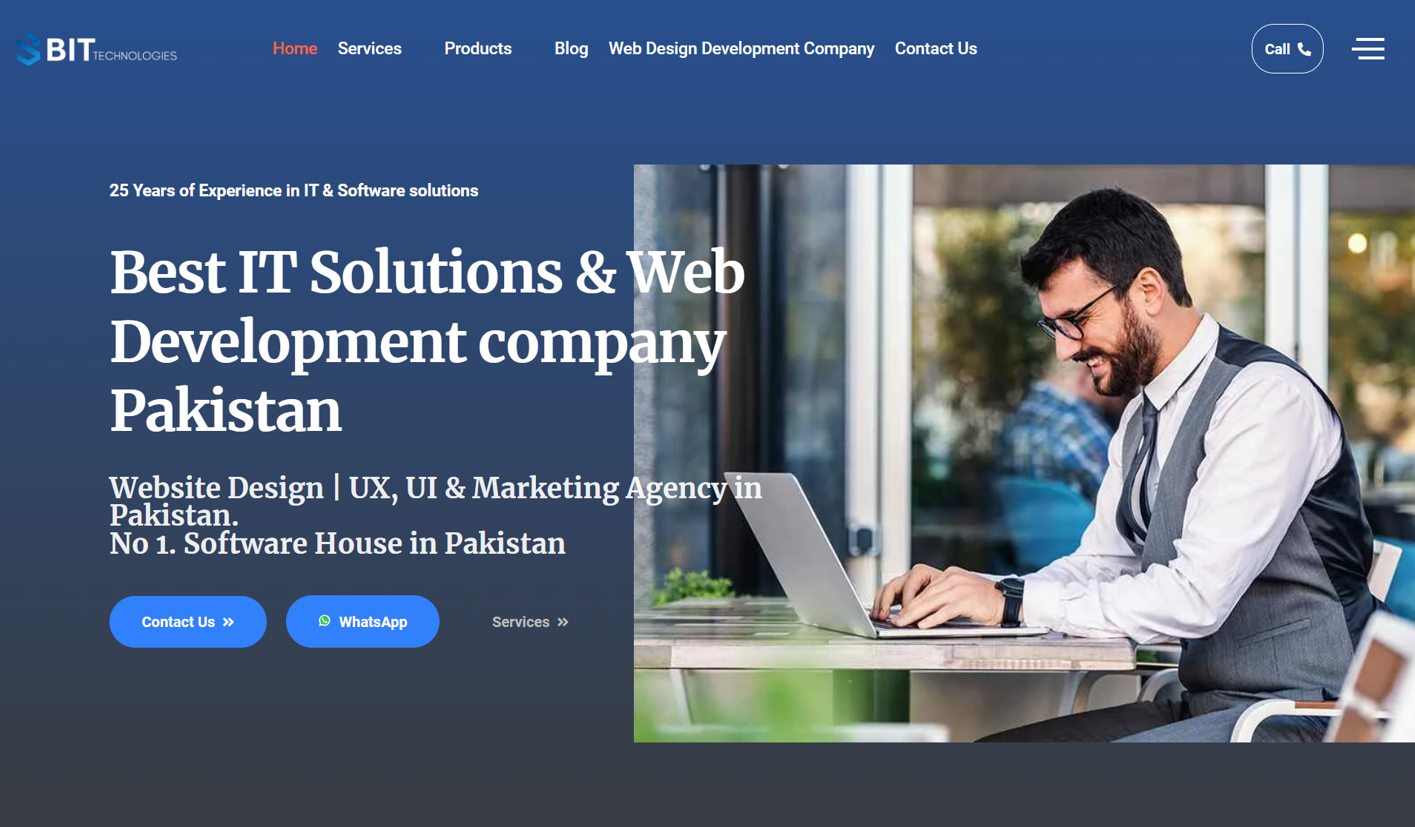 BIT TECHNOLOGIES
Home Services Products Blog Web Design Development Company Contact Us
Call
25 Years of Experience in IT & Software solutions
Best IT Solutions & Web
Development company
Pakistan
Website Design | UX, UI & Marketing Agency in
Pakistan.
No 1. Software House in Pakistan
Contact Us »
WhatsApp
Services »